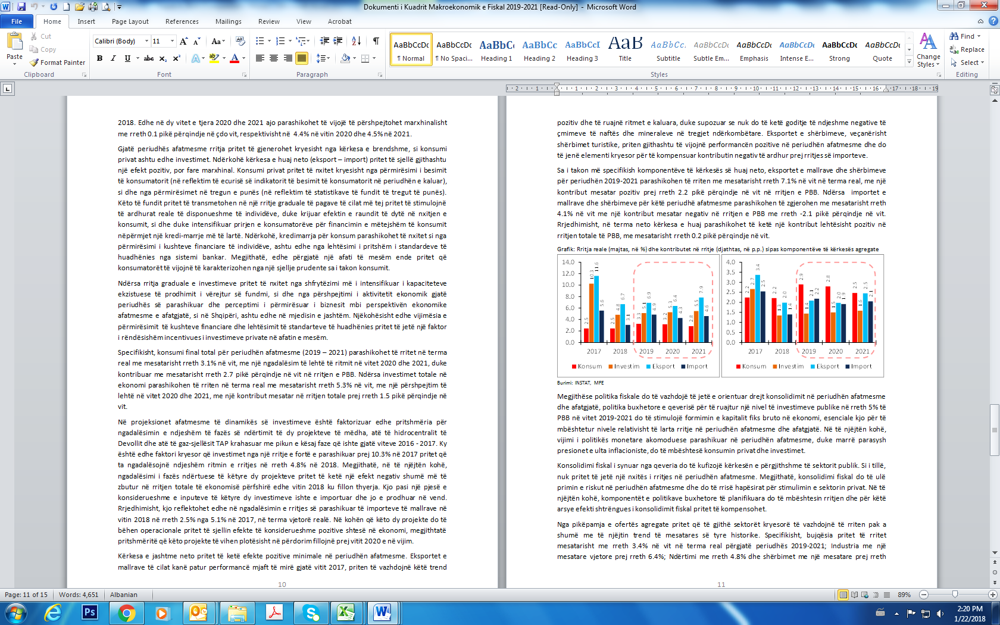 Dokumenti i Kuadrit Makroekonomik e Fiskal 2019-2021 [Read-Only] - Microsoft Word
File Home Insert Page Layout References Mailings Review View Acrobat
Paste
Cut
Copy
Format Painter
Clipboard
Calibri (Body) 11
Font
Paragraph
AaBbCcDc AaBbCcDc AaBbC AaBbCc AaBbCcI AaB AaBbCc. AaBbCcDc AaBbCcDc AaBbCcDc AaBbCcDc AaBbCcDc
¶ Normal ¶ No Spaci... Heading 1 Heading 2 Heading 3 Title Subtitle Subtle Em... Emphasis Intense E... Strong Quote
Styles
Change Styles
Find
Replace
Select
Editing
2018. Edhe në dy vitet e tjera 2020 dhe 2021 ajo parashikohet të vijojë të përshpejtohet marxhinalisht
me rreth 0.1 pikë përqindje në çdo vit, respektivisht në 4.4% në vitin 2020 dhe 4.5% në 2021.
Gjatë periudhës afatmesme rritja pritet të gjenerohet kryesisht nga kërkesa e brendshme, si konsumi
privat ashtu edhe investimet. Ndërkohë kërkesa e huaj neto (eksport – import) pritet të sjellë gjithashtu
një efekt pozitiv, por fare marxhinal. Konsumi privat pritet të nxitet kryesisht nga përmirësimi i besimit
të konsumatorit (në reflektim të ecurisë së indikatorit të besimit të konsumatorit në periudhën e kaluar),
si dhe nga përmirësimet në tregun e punës (në reflektim të statistikave të fundit të tregut të punës).
Këto të fundit pritet të transmetohen në një rritje graduale të pagave të cilat më tej pritet të stimulojnë
të ardhurat reale të disponueshme të individëve, duke krijuar efektin e raundit të dytë në nxitjen e
konsumit, si dhe duke intensifikuar prirjen e konsumatorëve për financimin e mëtejshëm të konsumit
nëpërmjet një kredi-marrje më të lartë. Ndërkohë, kredimarrja për konsum parashikohet të nxitet si nga
përmirësimi i kushteve financiare të individëve, ashtu edhe nga lehtësimi i pritshëm i standardeve të
huadhënies nga sistemi bankar. Megjithatë, edhe përgjatë një afati të mesëm ende pritet që
konsumatorët të vijojnë të karakterizohen nga një sjellje prudente sa i takon konsumit.
Ndërsa rritja graduale e investimeve pritet të nxitet nga shfrytëzimi më i intensifikuar i kapaciteteve
ekzistuese të prodhimit i vërejtur së fundmi, si dhe nga përshpejtimi i aktivitetit ekonomik gjatë
periudhës së parashikuar dhe perceptimi i përmirësuar i biznesit mbi perspektivën ekonomike
afatmesme e afatgjatë, si në Shqipëri, ashtu edhe në mjedisin e jashtëm. Njëkohësisht edhe vijimësia e
përmirësimit të kushteve financiare dhe lehtësimit të standarteve të huadhënies pritet të jetë një faktor
i rëndësishëm incentivues i investimeve private në afatin e mesëm.
Specifikisht, konsumi final total për periudhën afatmesme (2019 – 2021) parashikohet të rritet në terma
real me mesatarisht rreth 3.1% në vit, me një ngadalësim të lehtë të ritmit në vitet 2020 dhe 2021, duke
kontribuar me mesatarisht rreth 2.7 pikë përqindje në vit në rritjen e PBB. Ndërsa investimet totale në
ekonomi parashikohen të rriten në terma real me mesatarisht rreth 5.3% në vit, me një përshpejtim të
lehtë në vitet 2020 dhe 2021, me një kontribut mesatar në rritjen totale prej rreth 1.5 pikë përqindje në
vit.
Në projeksionet afatmesme të dinamikës së investimeve është faktorizuar edhe pritshmëria për
ngadalësimin e ndjeshëm të fazës së ndërtimit të dy projekteve të mëdha, atë të hidrocentralit të
Devollit dhe atë të gaz-sjellësit TAP krahasuar me pikun e kësaj faze që ishte gjatë viteve 2016 - 2017. Ky
është edhe faktori kryesor që investimet nga një rritje e fortë e parashikuar prej 10.3% në 2017 pritet që
ta ngadalësojnë ndjeshëm ritmin e rritjes në rreth 4.8% në 2018. Megjithatë, në të njëjtën kohë,
ngadalësimi i fazës ndërtuese të këtyre dy projekteve pritet të ketë një efekt negativ shumë më të
zbutur në rritjen totale të ekonomisë përfshirë edhe vitin 2018 ku fillon thyerja. Kjo pasi një pjesë e
konsiderueshme e inputeve të këtyre dy investimeve ishte e importuar dhe jo e prodhuar në vend.
Rrjedhimisht, kjo reflektohet edhe në ngadalësimin e rritjes së parashikuar të importeve të mallrave në
vitin 2018 në rreth 2.5% nga 5.1% në 2017, në terma vjetorë realë. Në kohën që këto dy projekte do të
bëhen operacionale pritet të sjellin efekte të konsiderueshme pozitive shtesë në ekonomi, megjithatë
pritshmëritë që këto projekte të vihen plotësisht në përdorim fillojnë prej vitit 2020 e në vijim.
Kërkesa e jashtme neto pritet të ketë efekte pozitive minimale në periudhën afatmesme. Eksportet e
mallrave të cilat kanë patur performancë mjaft të mirë gjatë vitit 2017, priten të vazhdojnë këtë trend
10
pozitiv dhe të ruajnë ritmet e kaluara, duke supozuar se nuk do të ketë goditje të ndjeshme negative të
çmimeve të naftës dhe mineraleve në tregjet ndërkombëtare. Eksportet e shërbimeve, veçanërisht
shërbimet turistike, priten gjithashtu të vijojnë performancën pozitive në periudhën afatmesme dhe do
të jenë elementi kryesor për të kompensuar kontributin negativ të ardhur prej rritjes së importeve.
Sa i takon më specifikish komponentëve të kërkesës së huaj neto, eksportet e mallrave dhe shërbimeve
për periudhën 2019-2021 parashikohen të rriten me mesatarisht rreth 7.1% në vit në terma real, me një
kontribut mesatar pozitiv prej rreth 2.2 pikë përqindje në vit në rritjen e PBB. Ndërsa importet e
mallrave dhe shërbimeve për këtë periudhë afatmesme parashikohen të zgjerohen me mesatarisht rreth
4.1% në vit me një kontribut mesatar negativ në rritjen e PBB me rreth -2.1 pikë përqindje në vit.
Rrjedhimisht, në terma neto kërkesa e huaj parashikohet të ketë një kontribut lehtësisht pozitiv në
rritjen totale të PBB, me mesatarisht rreth 0.2 pikë përqindje në vit.
Grafik: Rritja reale (majtas, në %) dhe kontributet në rritje (djathtas, në p.p.) sipas komponentëve të kërkesës agregate
14.0
12.0
10.0
8.0
6.0
4.0
2.0
0.0
2.5 10.3 11.6 5.6
2.5 4.8 6.7 3.1
3.3 5.1 6.9 4.9
3.2 5.3 6.4 4.3
2.8 5.5 7.9 4.6
2017 2018 2019 2020 2021
Konsum Investim Eksport Import
4.0
3.5
3.0
2.5
2.0
1.5
1.0
0.5
0.0
2.2 2.7 3.4 2.5
2.2 1.3 2.0 1.4
2.9 1.4 2.1 2.2
2.8 1.5 2.0 1.9
2.5 1.6 2.5 2.1
2017 2018 2019 2020 2021
Konsum Investim Eksport Import
Burimi: INSTAT, MFE
Megjithëse politika fiskale do të vazhdojë të jetë e orientuar drejt konsolidimit në periudhën afatmesme
dhe afatgjatë, politika buxhetore e qeverisë për të ruajtur një nivel të investimeve publike në rreth 5% të
PBB në vitet 2019-2021 do të stimulojë formimin e kapitalit fiks bruto në ekonomi, esenciale kjo për të
mbështetur nivele relativisht të larta rritje në periudhën afatmesme dhe afatgjatë. Në të njëjtën kohë,
vijimi i politikës monetare akomoduese parashikuar në periudhën afatmesme, duke marrë parasysh
presionet e ulta inflacioniste, do të mbështesë konsumin privat dhe investimet.
Konsolidimi fiskal i synuar nga qeveria do të kufizojë kërkesën e përgjithshme të sektorit publik. Si i tillë,
nuk pritet të jetë një nxitës i rritjes në periudhën afatmesme. Megjithatë, konsolidimi fiskal do të ulë
primin e riskut në periudhën afatmesme dhe do të rrisë hapësirat për stimulimin e sektorin privat. Në të
njëjtën kohë, komponentët e politikave buxhetore të planifikuara do të mbështesin rritjen dhe për këtë
arsye efekti shtrëngues i konsolidimit fiskal pritet të kompensohet.
Nga pikëpamja e ofertës agregate pritet që të gjithë sektorët kryesorë të vazhdojnë të rriten pak a
shumë me të njëjtin trend të mesatares së tyre historike. Specifikisht, bujqësia pritet të rritet
mesatarisht me rreth 3.4% në vit në terma real përgjatë periudhës 2019-2021; Industria me një
mesatare vjetore prej rreth 6.4%; Ndërtimi me rreth 4.8% dhe shërbimet me një mesatare prej rreth
11
Page: 11 of 15 Words: 4,651 Albanian 89%
2:20 PM
1/22/2018